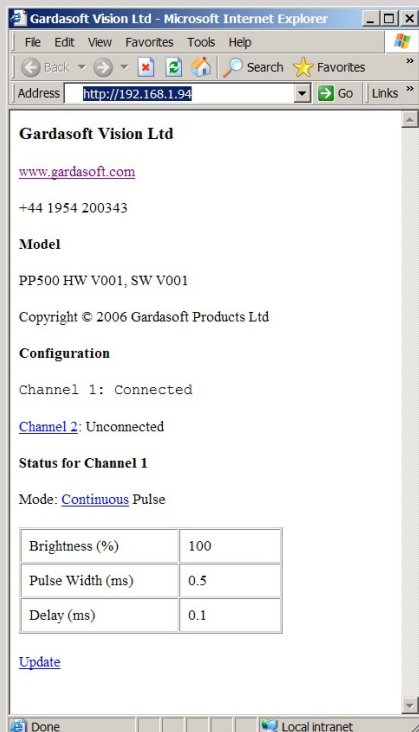 Gardasoft Vision Ltd - Microsoft Internet Explorer
File Edit View Favorites Tools Help
Back Search Favorites »
Address http://192.168.1.94 Go Links »
Gardasoft Vision Ltd
www.gardasoft.com
+44 1954 200343
Model
PP500 HW V001, SW V001
Copyright © 2006 Gardasoft Products Ltd
Configuration
Channel 1: Connected
Channel 2: Unconnected
Status for Channel 1
Mode: Continuous Pulse
Brightness (%) 100
Pulse Width (ms) 0.5
Delay (ms) 0.1
Update
Done Local intranet